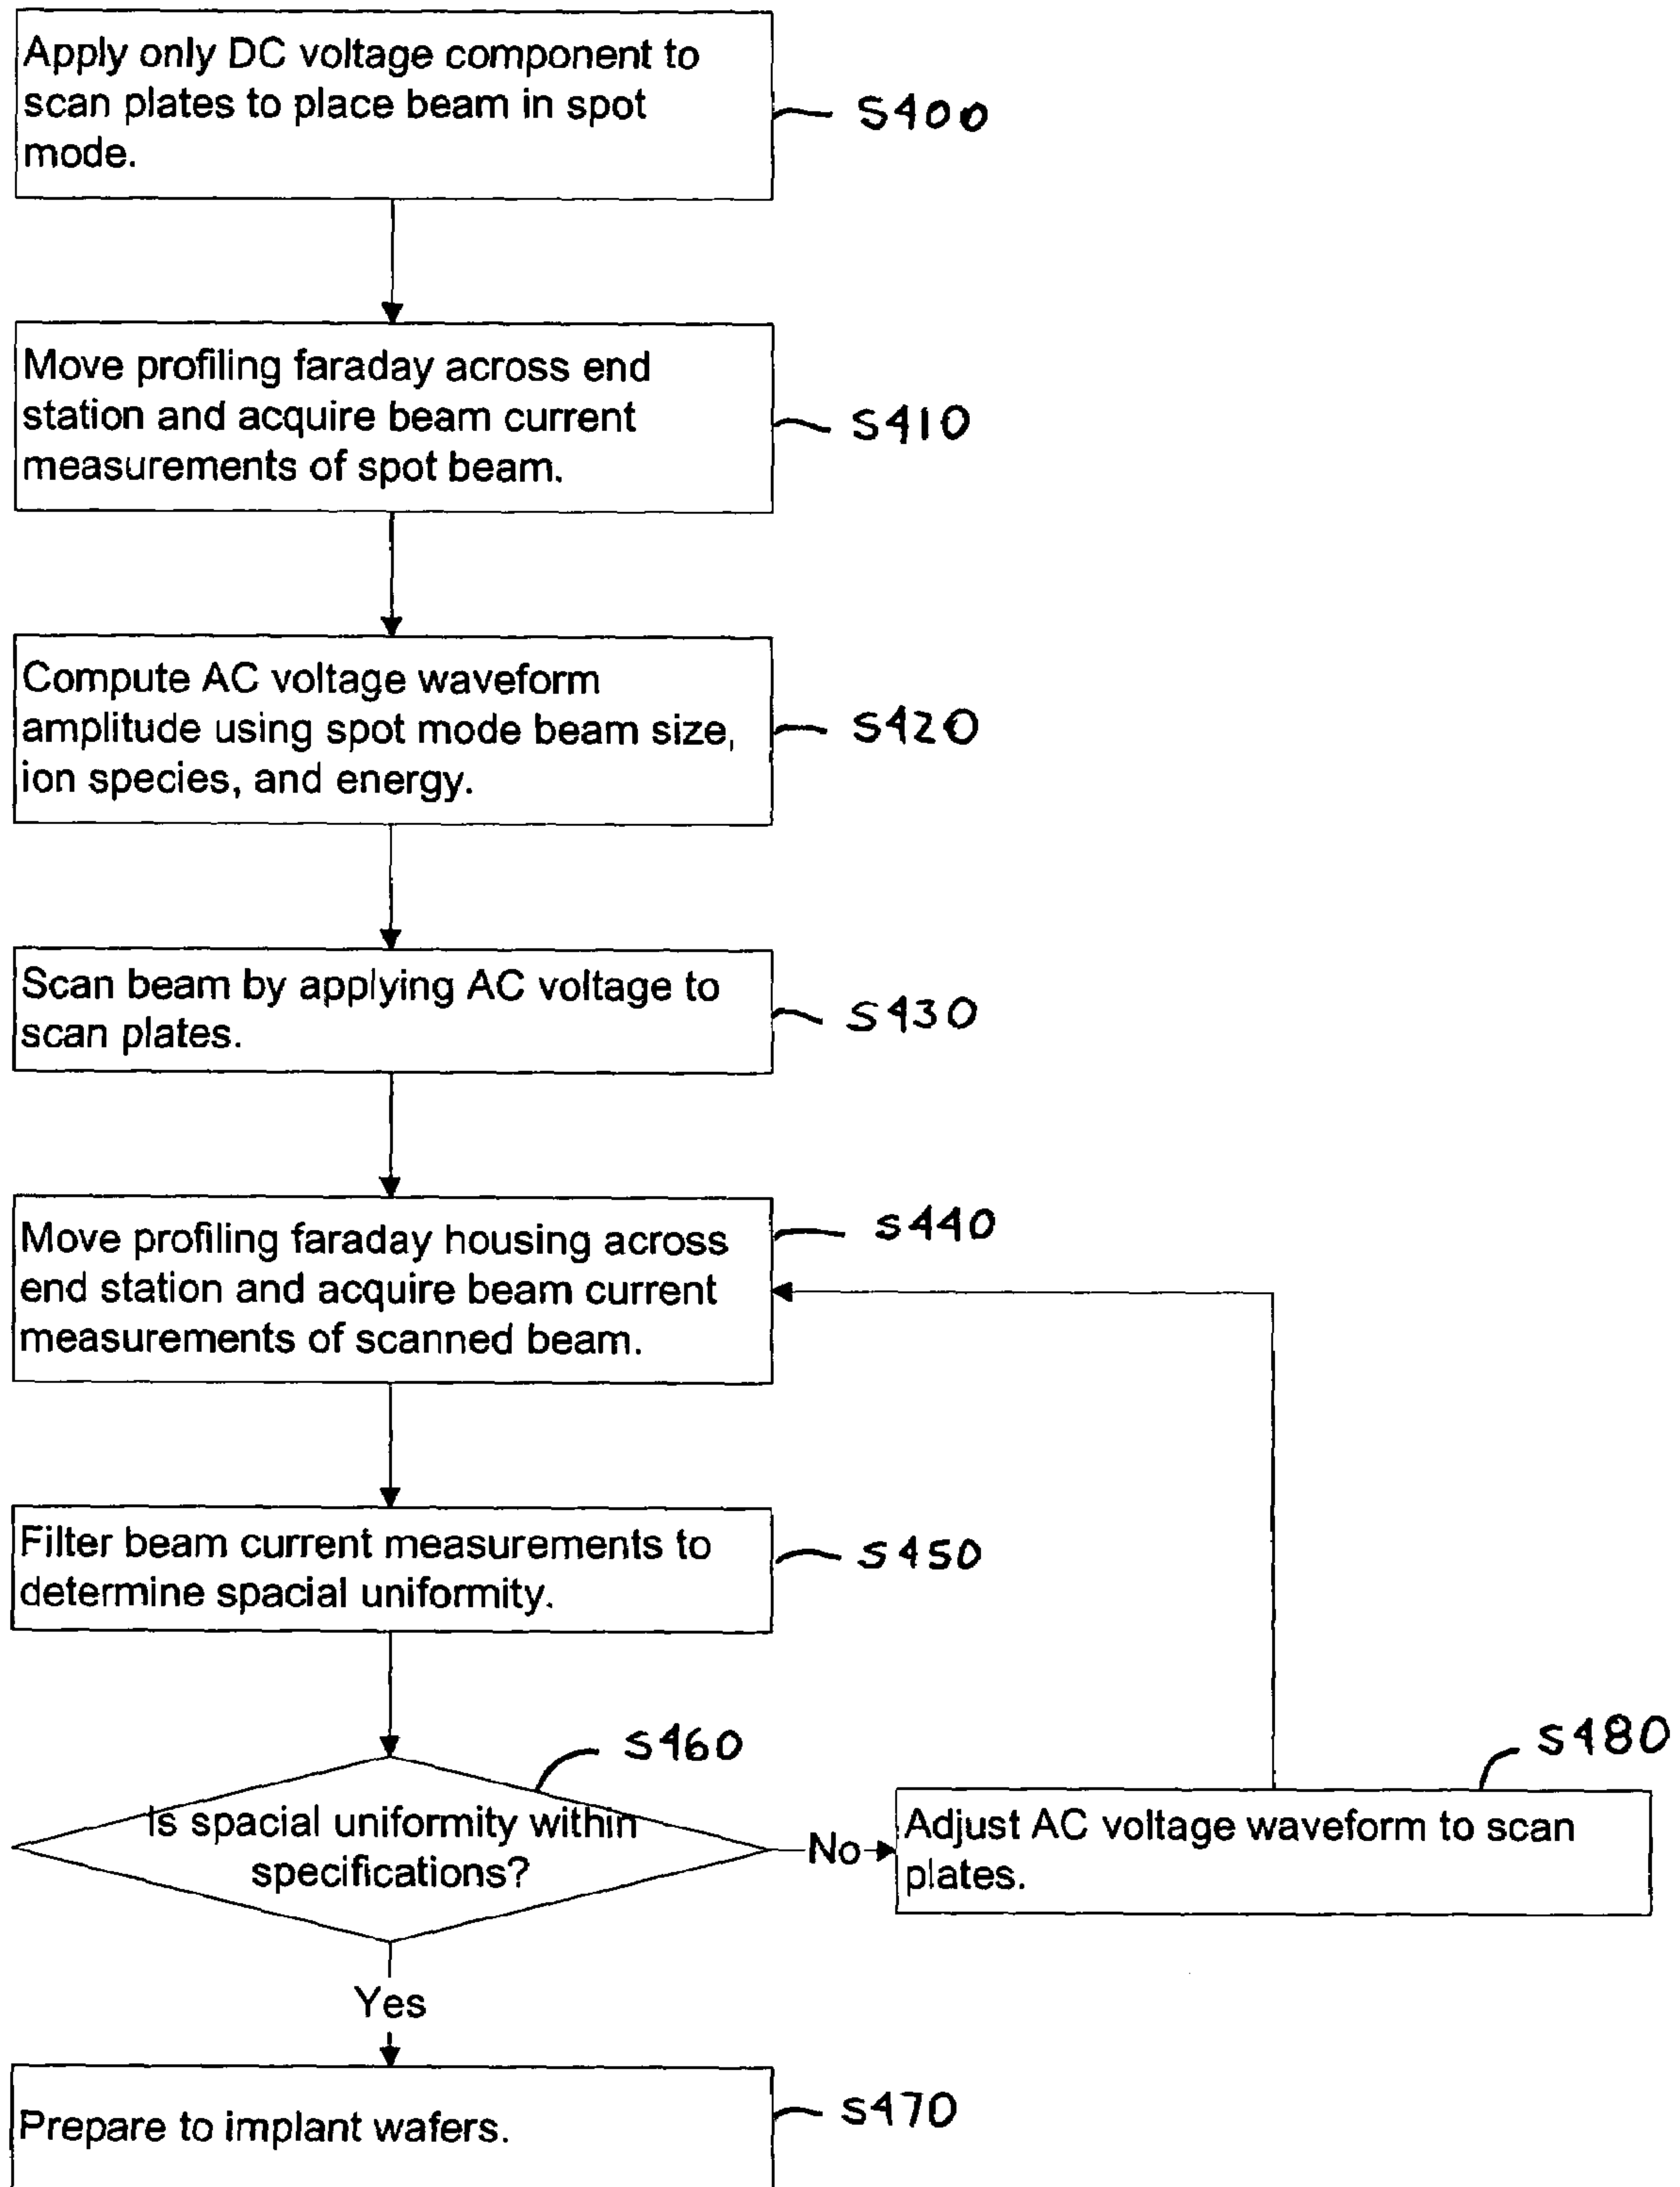 Apply only DC voltage component to
scan plates to place beam in spot
mode.
S400
Move profiling faraday across end
station and acquire beam current
measurements of spot beam.
S410
Compute AC voltage waveform
amplitude using spot mode beam size,
ion species, and energy.
S420
Scan beam by applying AC voltage to
scan plates.
S430
Move profiling faraday housing across
end station and acquire beam current
measurements of scanned beam.
S440
Filter beam current measurements to
determine spacial uniformity.
S450
Is spacial uniformity within
specifications?
S460
No
Adjust AC voltage waveform to scan
plates.
S480
Yes
Prepare to implant wafers.
S470